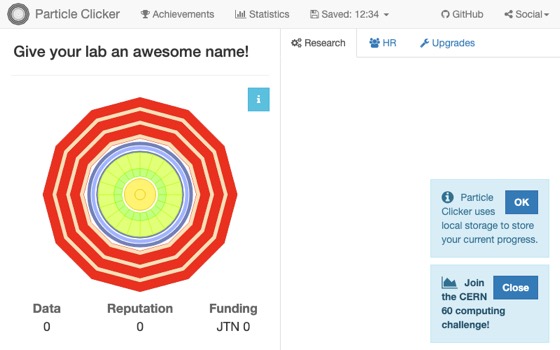 Particle Clicker Achievements Statistics Saved: 12:34 GitHub Social
Give your lab an awesome name!
Research HR Upgrades
i
Data Reputation Funding
0 0 JTN 0
Particle
Clicker uses
local storage to store
your current progress.
OK
Join
the CERN
60 computing
challenge!
Close